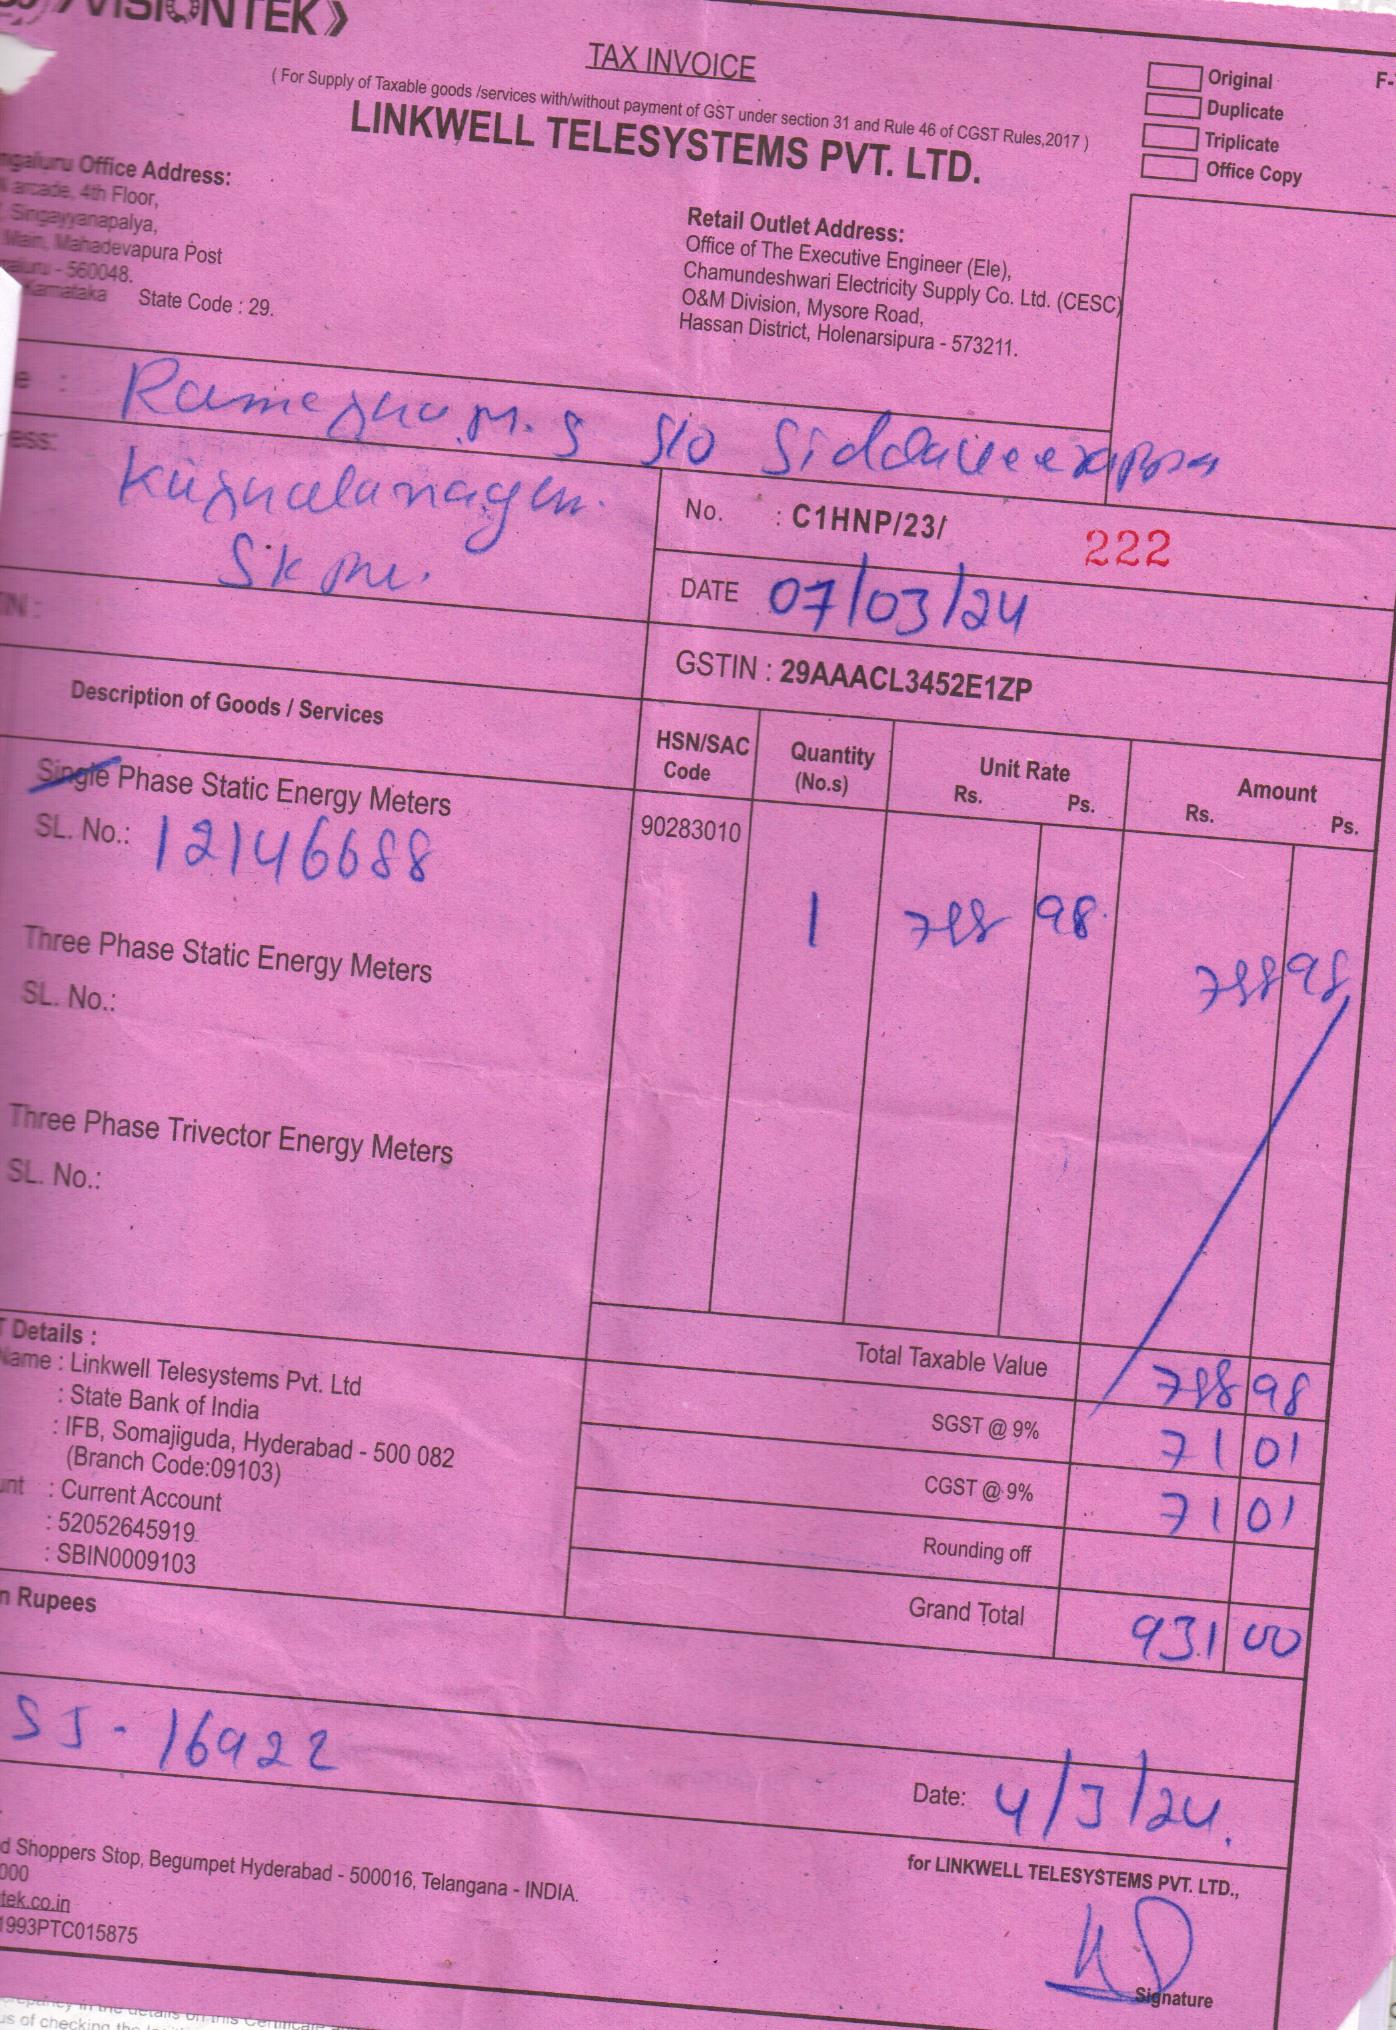 VISIONTEK
TAX INVOICE
( For Supply of Taxable goods /services with/without payment of GST under section 31 and Rule 46 of CGST Rules,2017 )
LINKWELL TELESYSTEMS PVT. LTD.
Original
Duplicate
Triplicate
Office Copy
F-
ngaluru Office Address:
arcade, 4th Floor,
Singayyanapalya,
Main, Mahadevapura Post
aluru - 560048.
Karnataka State Code : 29.
Retail Outlet Address:
Office of The Executive Engineer (Ele),
Chamundeshwari Electricity Supply Co. Ltd. (CESC)
O&M Division, Mysore Road,
Hassan District, Holenarsipura - 573211.
e : M.S S/o
ess:
No. : C1HNP/23/ 222
DATE 07/03/24
IN :
GSTIN : 29AAACL3452E1ZP
Description of Goods / Services
HSN/SAC Code
Quantity (No.s)
Unit Rate Rs. Ps.
Amount Rs. Ps.
Single Phase Static Energy Meters
SL. No.: 12146688
90283010
1 788 98
788 98
Three Phase Static Energy Meters
SL. No.:
Three Phase Trivector Energy Meters
SL. No.:
T Details :
Name : Linkwell Telesystems Pvt. Ltd
: State Bank of India
: IFB, Somajiguda, Hyderabad - 500 082
(Branch Code:09103)
unt : Current Account
: 52052645919
: SBIN0009103
Total Taxable Value 788 98
SGST @ 9% 71 01
CGST @ 9% 71 01
Rounding off
Grand Total 931 00
n Rupees
SJ - 16922
Date: 4/3/24.
d Shoppers Stop, Begumpet Hyderabad - 500016, Telangana - INDIA.
000
tek.co.in
1993PTC015875
for LINKWELL TELESYSTEMS PVT. LTD.,
Signature